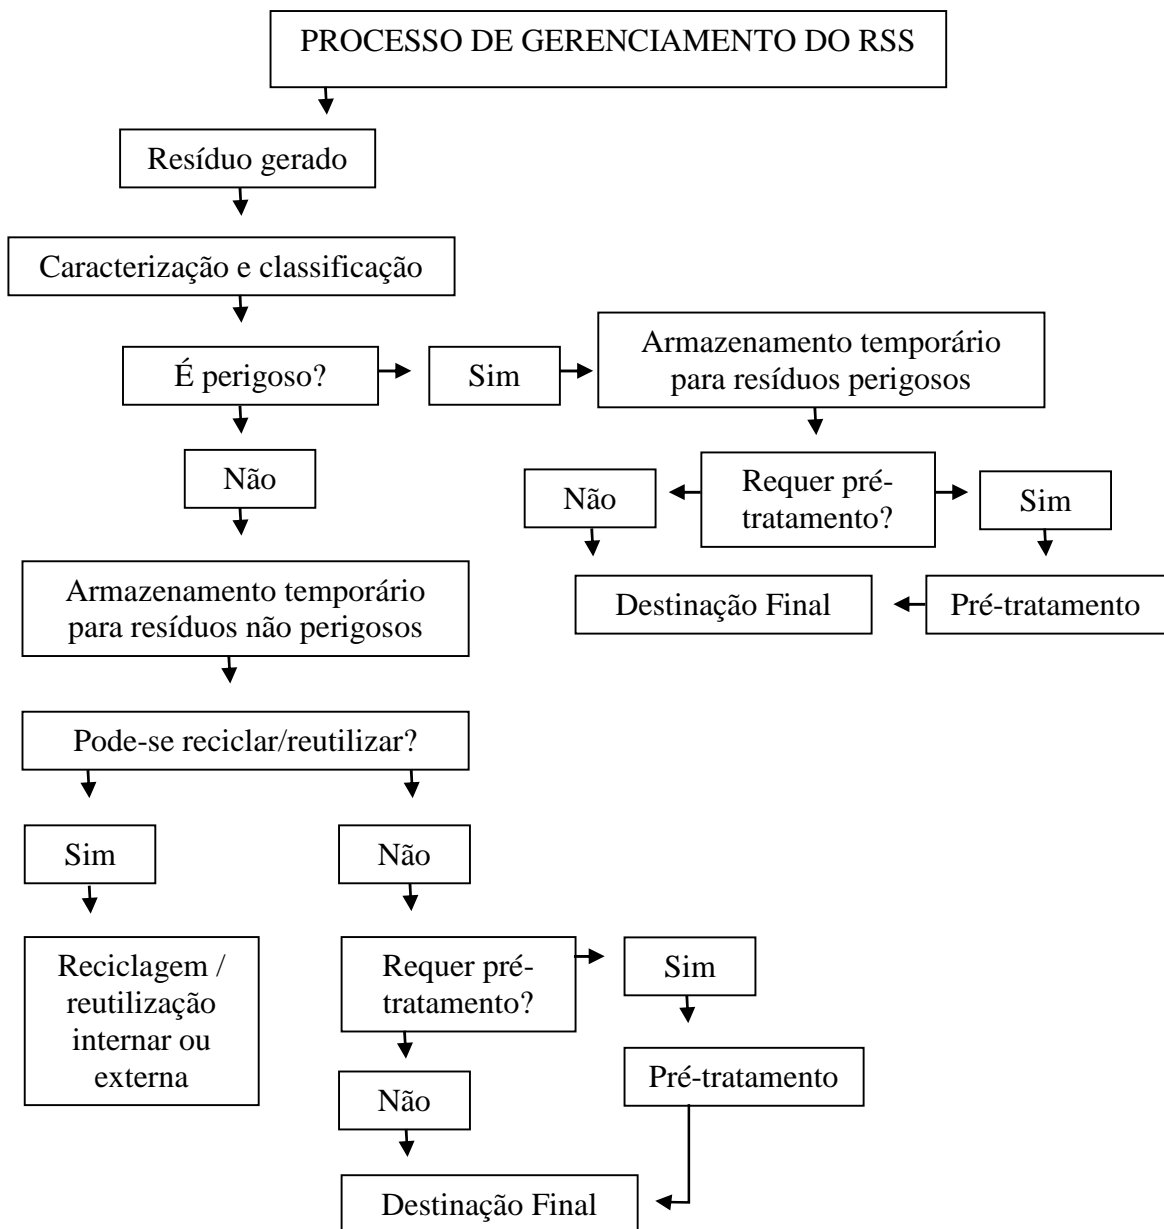 PROCESSO DE GERENCIAMENTO DO RSS
Resíduo gerado
Caracterização e classificação
É perigoso?
Sim
Armazenamento temporário
para resíduos perigosos
Não
Não
Requer pré-
tratamento?
Sim
Armazenamento temporário
para resíduos não perigosos
Destinação Final
Pré-tratamento
Pode-se reciclar/reutilizar?
Sim
Não
Reciclagem /
reutilização
internar ou
externa
Requer pré-
tratamento?
Sim
Não
Pré-tratamento
Destinação Final